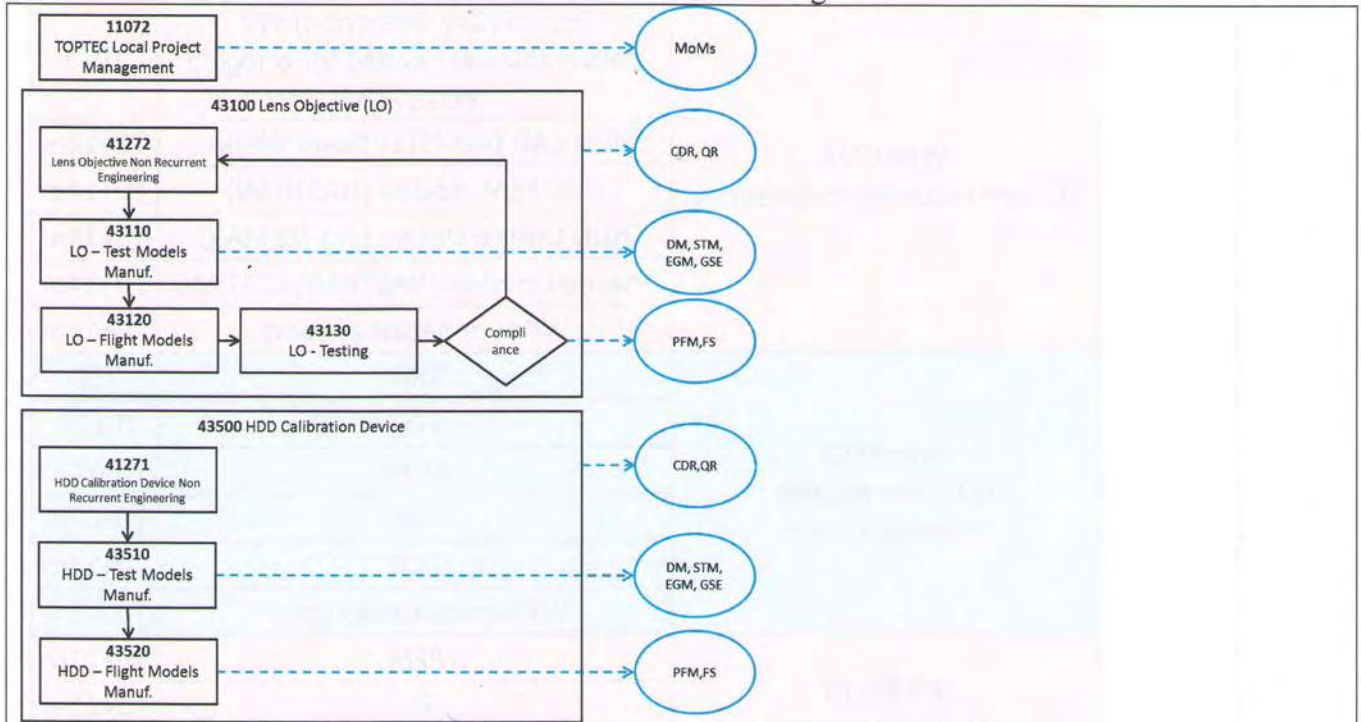 11072
TOPTEC Local Project
Management
MoMs
43100 Lens Objective (LO)
41272
Lens Objective Non Recurrent
Engineering
CDR, QR
43110
LO – Test Models
Manuf.
DM, STM,
EGM, GSE
43120
LO – Flight Models
Manuf.
43130
LO - Testing
Compli
ance
PFM,FS
43500 HDD Calibration Device
41271
HDD Calibration Device Non
Recurrent Engineering
CDR,QR
43510
HDD – Test Models
Manuf.
DM, STM,
EGM, GSE
43520
HDD – Flight Models
Manuf.
PFM,FS